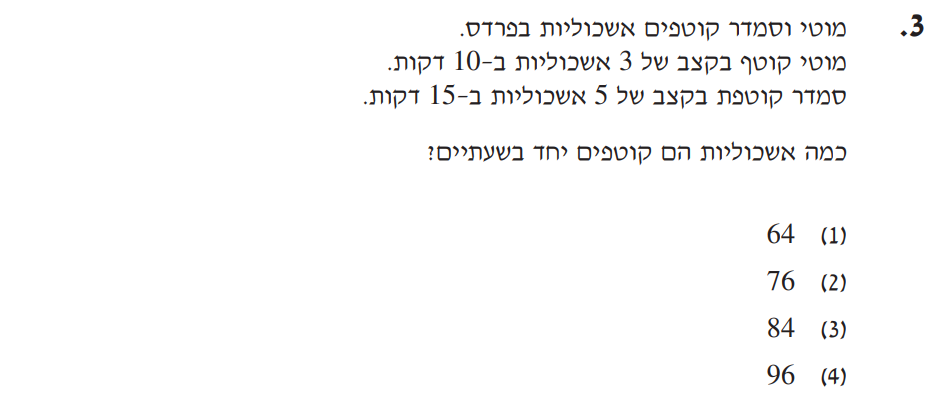 3. מוטי וסמדר קוטפים אשכוליות בפרדס.
מוטי קוטף בקצב של 3 אשכוליות ב-10 דקות.
סמדר קוטפת בקצב של 5 אשכוליות ב-15 דקות.
כמה אשכוליות הם קוטפים יחד בשעתיים?
(1) 64
(2) 76
(3) 84
(4) 96